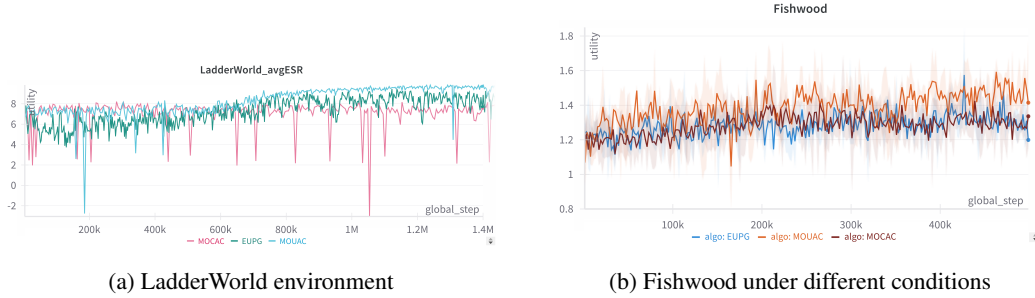 LadderWorld_avgESR
utility
8
6
4
2
0
-2
global_step
200k
400k
600k
800k
1M
1.2M
1.4M
MOCAC
EUPG
MOUAC
(a) LadderWorld environment
Fishwood
utility
1.8
1.6
1.4
1.2
1
0.8
global_step
100k
200k
300k
400k
algo: EUPG
algo: MOUAC
algo: MOCAC
(b) Fishwood under different conditions